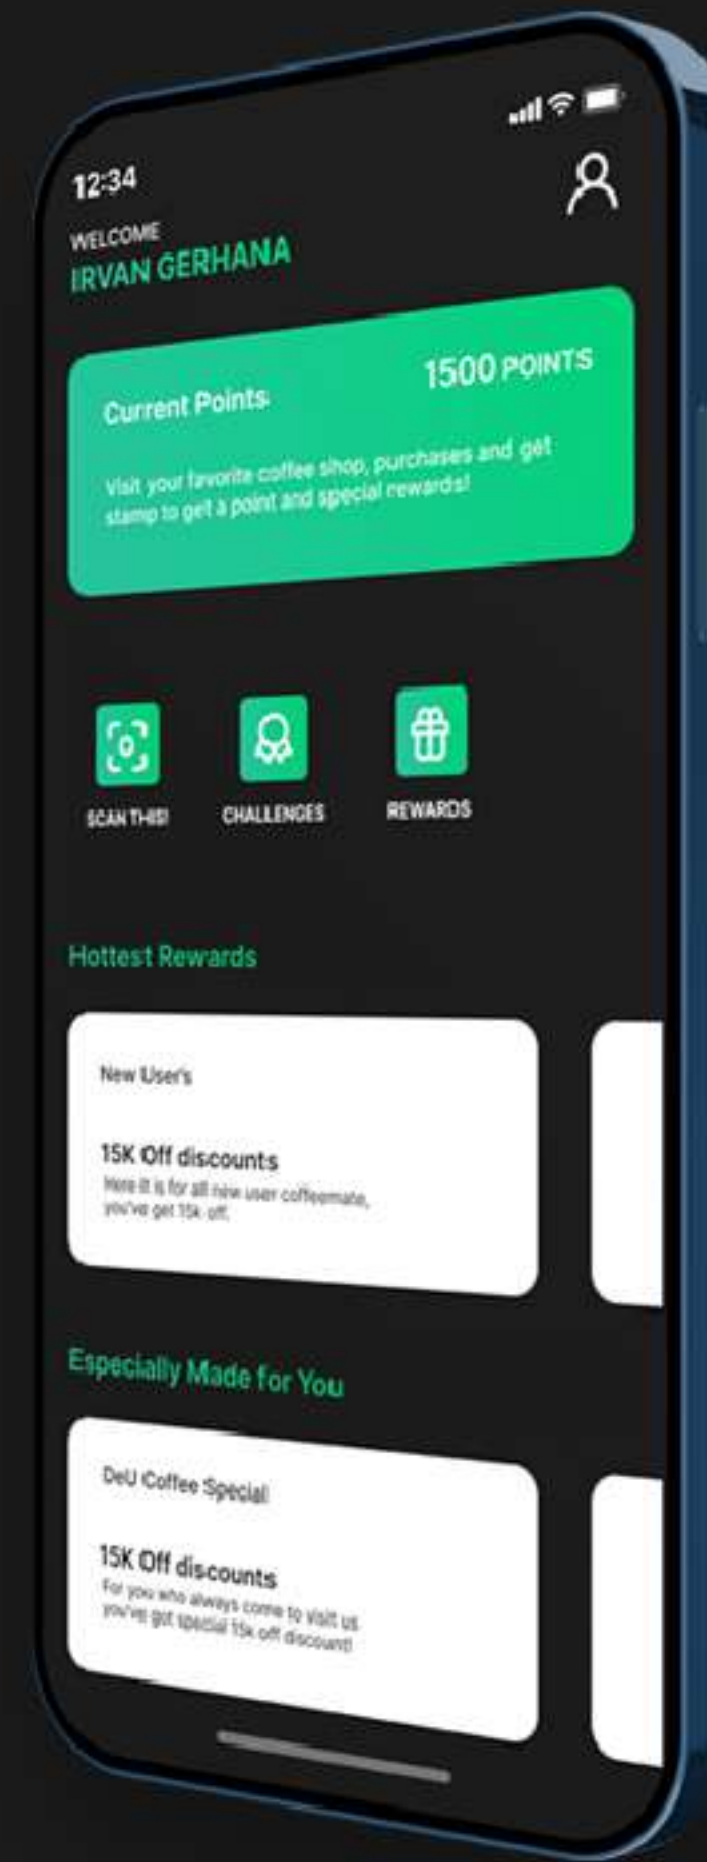 12:34
WELCOME
IRVAN GERHANA
Current Points
1500 POINTS
Visit your favorite coffee shop, purchases and get
stamp to get a point and special rewards!
SCAN THIS!
CHALLENGES
REWARDS
Hottest Rewards
New User's
15K Off discounts
Here it is for all new user coffeemate,
you've get 15k off.
Especially Made for You
DeU Coffee Special
15K Off discounts
For you who always come to visit us
you've got special 15k off discount!